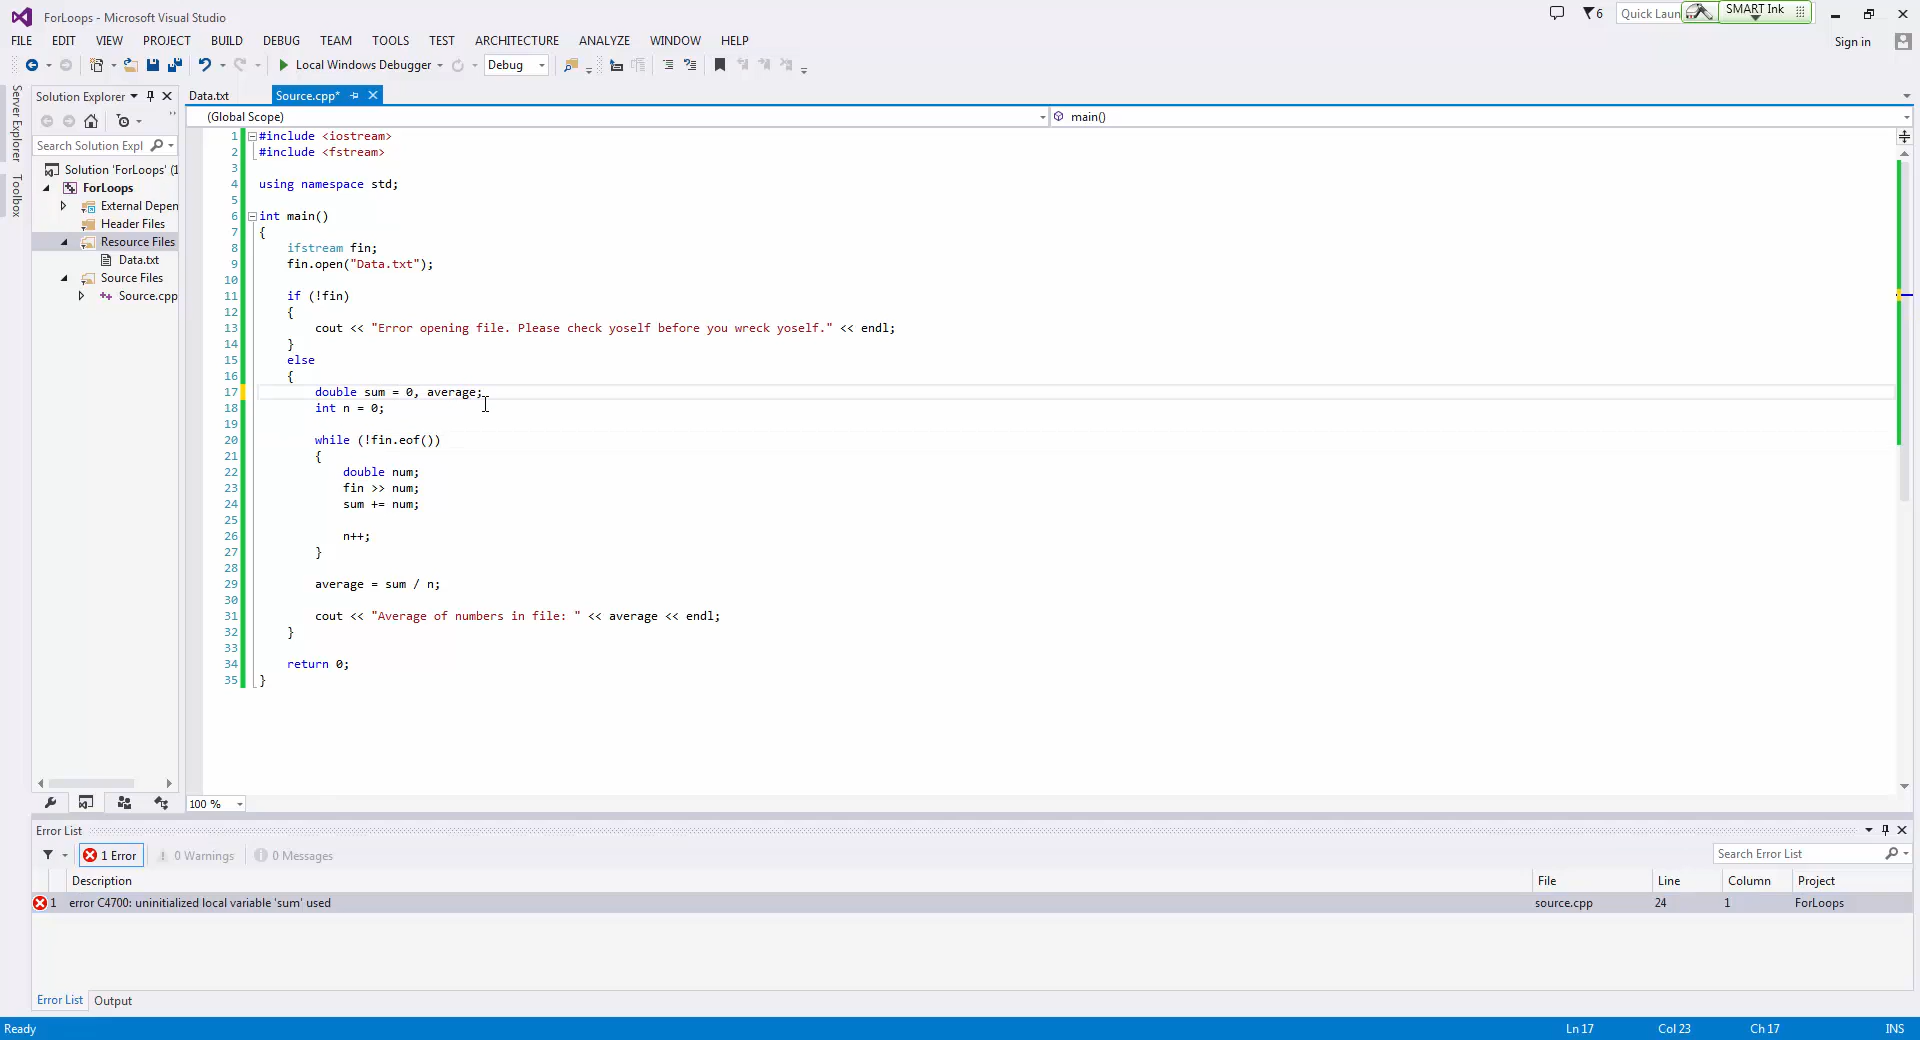 ForLoops - Microsoft Visual Studio
6
Quick Laun
SMART Ink
FILE EDIT VIEW PROJECT BUILD DEBUG TEAM TOOLS TEST ARCHITECTURE ANALYZE WINDOW HELP
Sign in
Local Windows Debugger
Debug
Server Explorer
Toolbox
Solution Explorer
Search Solution Expl
Solution 'ForLoops' (1
ForLoops
External Depen
Header Files
Resource Files
Data.txt
Source Files
Source.cpp
Data.txt Source.cpp*
(Global Scope) main()
1 #include <iostream>
2 #include <fstream>
3
4 using namespace std;
5
6 int main()
7 {
8 ifstream fin;
9 fin.open("Data.txt");
10
11 if (!fin)
12 {
13 cout << "Error opening file. Please check yoself before you wreck yoself." << endl;
14 }
15 else
16 {
17 double sum = 0, average;
18 int n = 0;
19
20 while (!fin.eof())
21 {
22 double num;
23 fin >> num;
24 sum += num;
25
26 n++;
27 }
28
29 average = sum / n;
30
31 cout << "Average of numbers in file: " << average << endl;
32 }
33
34 return 0;
35 }
100 %
Error List
1 Error 0 Warnings 0 Messages
Search Error List
Description File Line Column Project
1 error C4700: uninitialized local variable 'sum' used source.cpp 24 1 ForLoops
Error List Output
Ready Ln 17 Col 23 Ch 17 INS